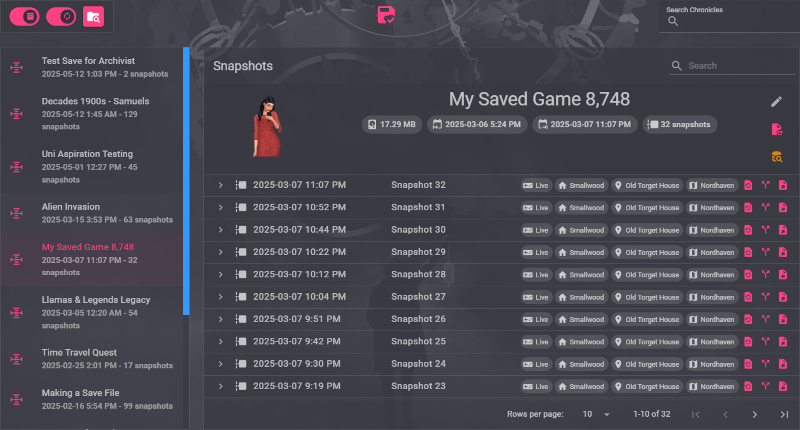 Search Chronicles
Test Save for Archivist
2025-05-12 1:03 PM - 2 snapshots
Decades 1900s - Samuels
2025-05-12 1:45 AM - 129
snapshots
Uni Aspiration Testing
2025-05-01 12:27 PM - 45
snapshots
Alien Invasion
2025-03-15 3:53 PM - 63 snapshots
My Saved Game 8,748
2025-03-07 11:07 PM - 32
snapshots
Llamas & Legends Legacy
2025-03-05 12:20 AM - 54
snapshots
Time Travel Quest
2025-02-25 2:01 PM - 17 snapshots
Making a Save File
2025-02-16 5:54 PM - 99 snapshots
Snapshots
Search
My Saved Game 8,748
17.29 MB 2025-03-06 5:24 PM 2025-03-07 11:07 PM 32 snapshots
2025-03-07 11:07 PM Snapshot 32 Live Smallwood Old Torget House Nordhaven
2025-03-07 10:52 PM Snapshot 31 Live Smallwood Old Torget House Nordhaven
2025-03-07 10:44 PM Snapshot 30 Live Smallwood Old Torget House Nordhaven
2025-03-07 10:22 PM Snapshot 29 Live Smallwood Old Torget House Nordhaven
2025-03-07 10:12 PM Snapshot 28 Live Smallwood Old Torget House Nordhaven
2025-03-07 10:04 PM Snapshot 27 Live Smallwood Old Torget House Nordhaven
2025-03-07 9:51 PM Snapshot 26 Live Smallwood Old Torget House Nordhaven
2025-03-07 9:42 PM Snapshot 25 Live Smallwood Old Torget House Nordhaven
2025-03-07 9:30 PM Snapshot 24 Live Smallwood Old Torget House Nordhaven
2025-03-07 9:19 PM Snapshot 23 Live Smallwood Old Torget House Nordhaven
Rows per page: 10 1-10 of 32